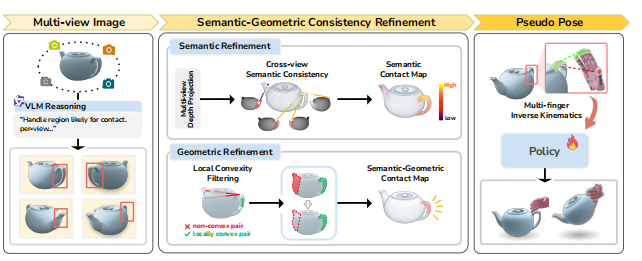 Multi-view Image
VLM Reasoning
"Handle region likely for contact.
per-view..."
Semantic-Geometric Consistency Refinement
Semantic Refinement
Multi-view
Depth Projection
Cross-view
Semantic Consistency
Semantic
Contact Map
High
low
Geometric Refinement
Local Convexity
Filtering
✗ non-convex pair
✓ locally convex pair
Semantic-Geometric
Contact Map
Pseudo Pose
Multi-finger
Inverse Kinematics
Policy